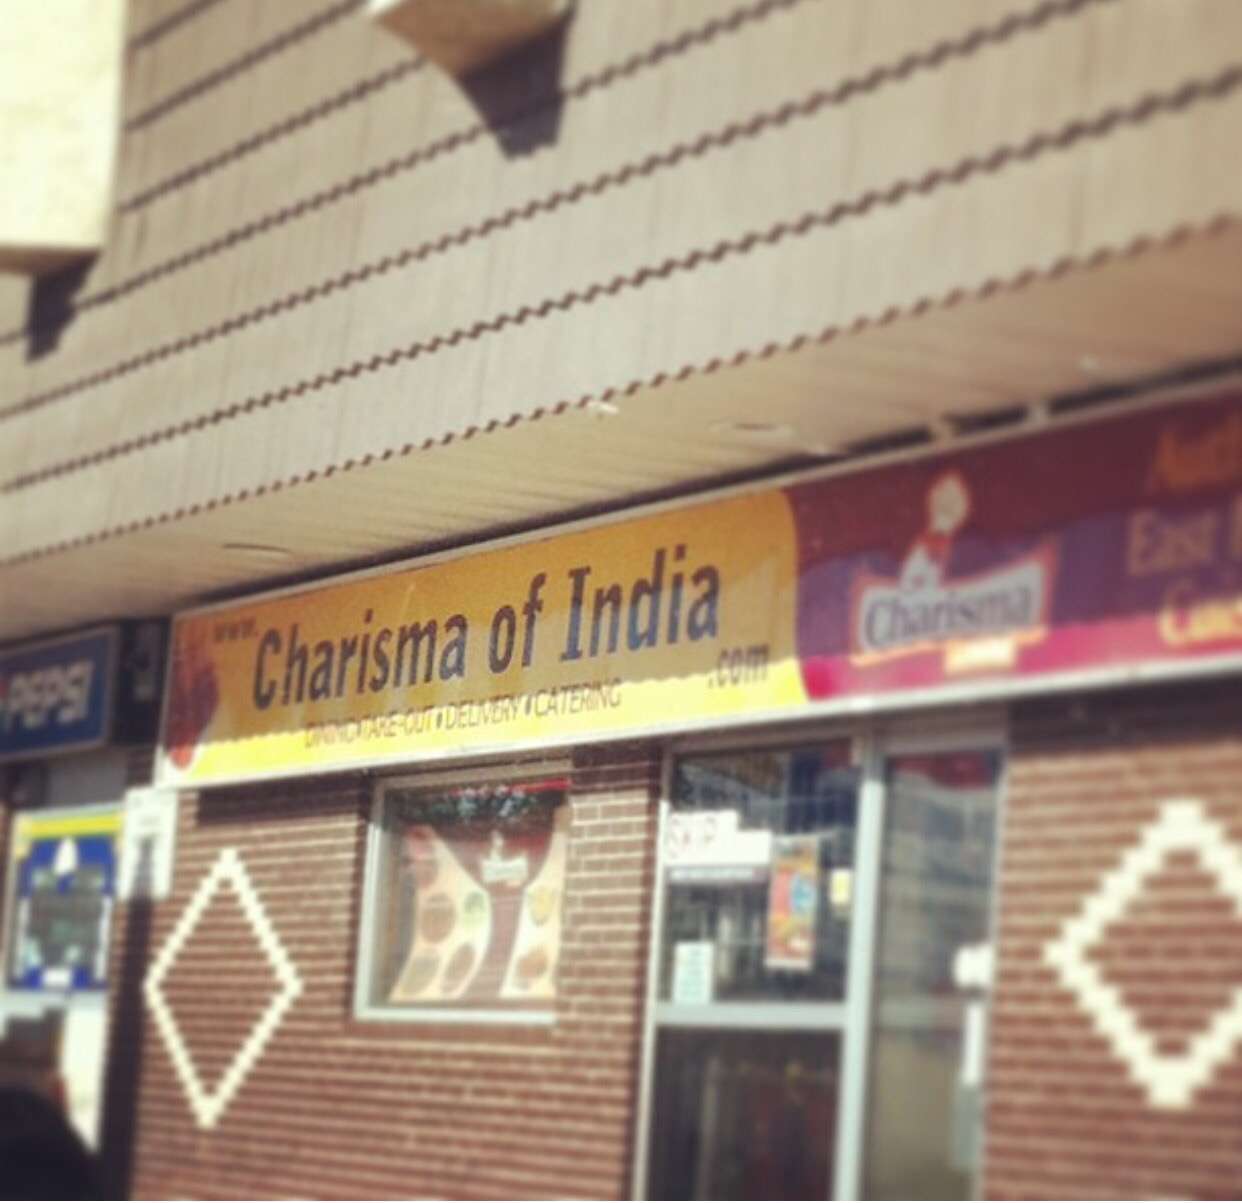 www.
Charisma of India
.com
DINING•TAKE-OUT•DELIVERY•CATERING
Charisma
East
PEPSI